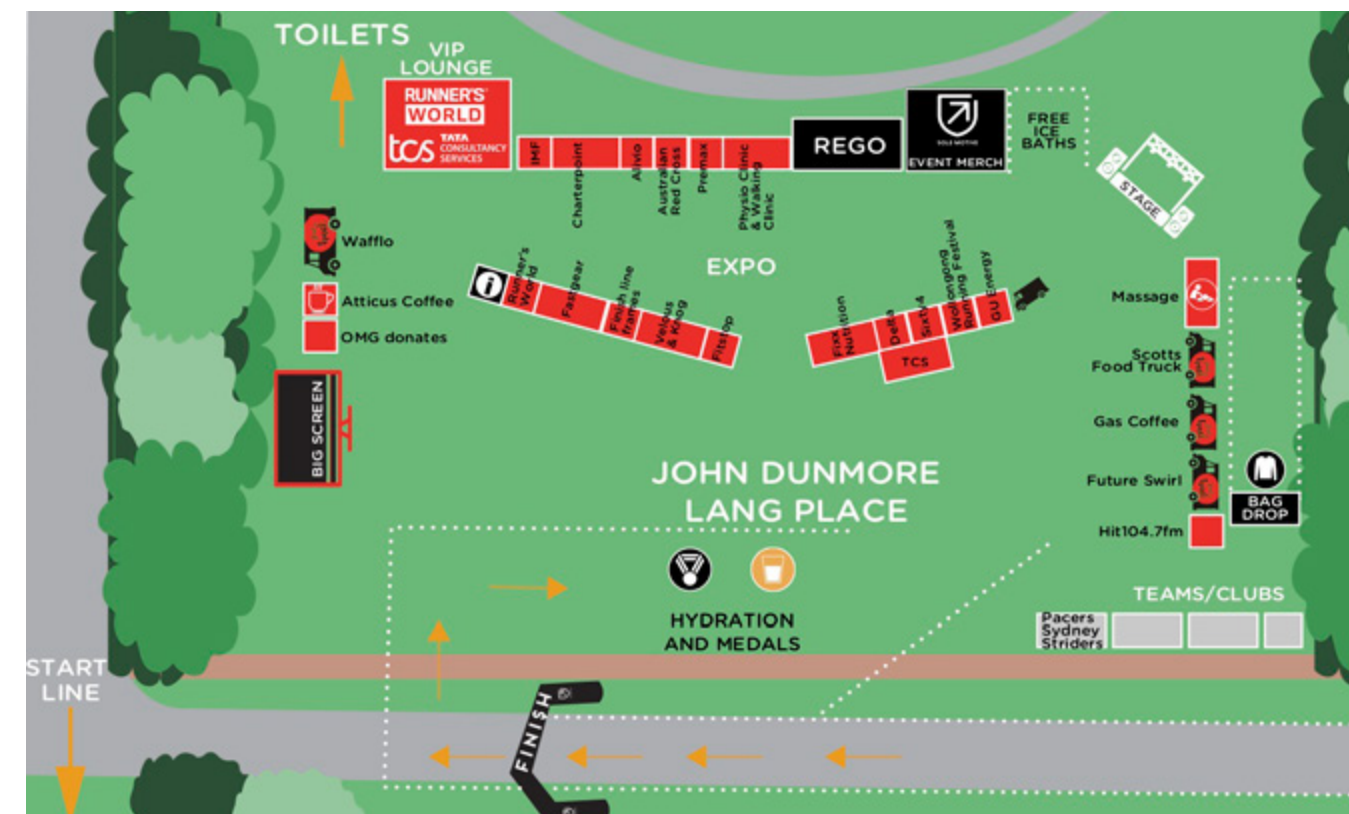 TOILETS
VIP
LOUNGE
RUNNER'S
WORLD
tcs TATA
CONSULTANCY
SERVICES
IMF
Charterpoint
Alivio
Australian
Red Cross
Premax
Physio Clinic
& Walking
Clinic
REGO
SOLE MOTIVE
EVENT MERCH
FREE
ICE
BATHS
STAGE
Wafflo
Atticus Coffee
OMG donates
BIG SCREEN
EXPO
i
Runner's
World
Fastgear
Finish line
frames
Velous
& Knog
Fitstop
Fixx
Nutrition
Delta
Sixty4
Wollongong
Running Festival
GU Energy
TCS
Massage
Scotts
Food Truck
Gas Coffee
Future Swirl
Hit104.7fm
BAG
DROP
JOHN DUNMORE
LANG PLACE
HYDRATION
AND MEDALS
TEAMS/CLUBS
Pacers
Sydney
Striders
START
LINE
FINISH